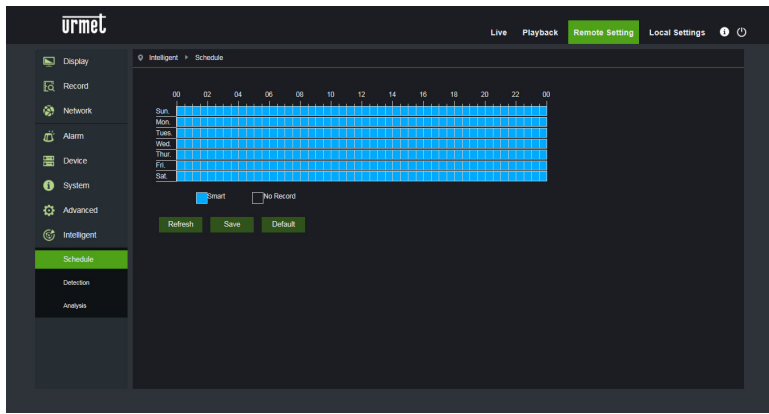 urmet
Live Playback Remote Setting Local Settings
Display
Record
Network
Alarm
Device
System
Advanced
Intelligent
Schedule
Detection
Analysis
Intelligent Schedule
00 02 04 06 08 10 12 14 16 18 20 22 00
Sun.
Mon.
Tues.
Wed.
Thur.
Fri.
Sat.
Smart No Record
Refresh Save Default